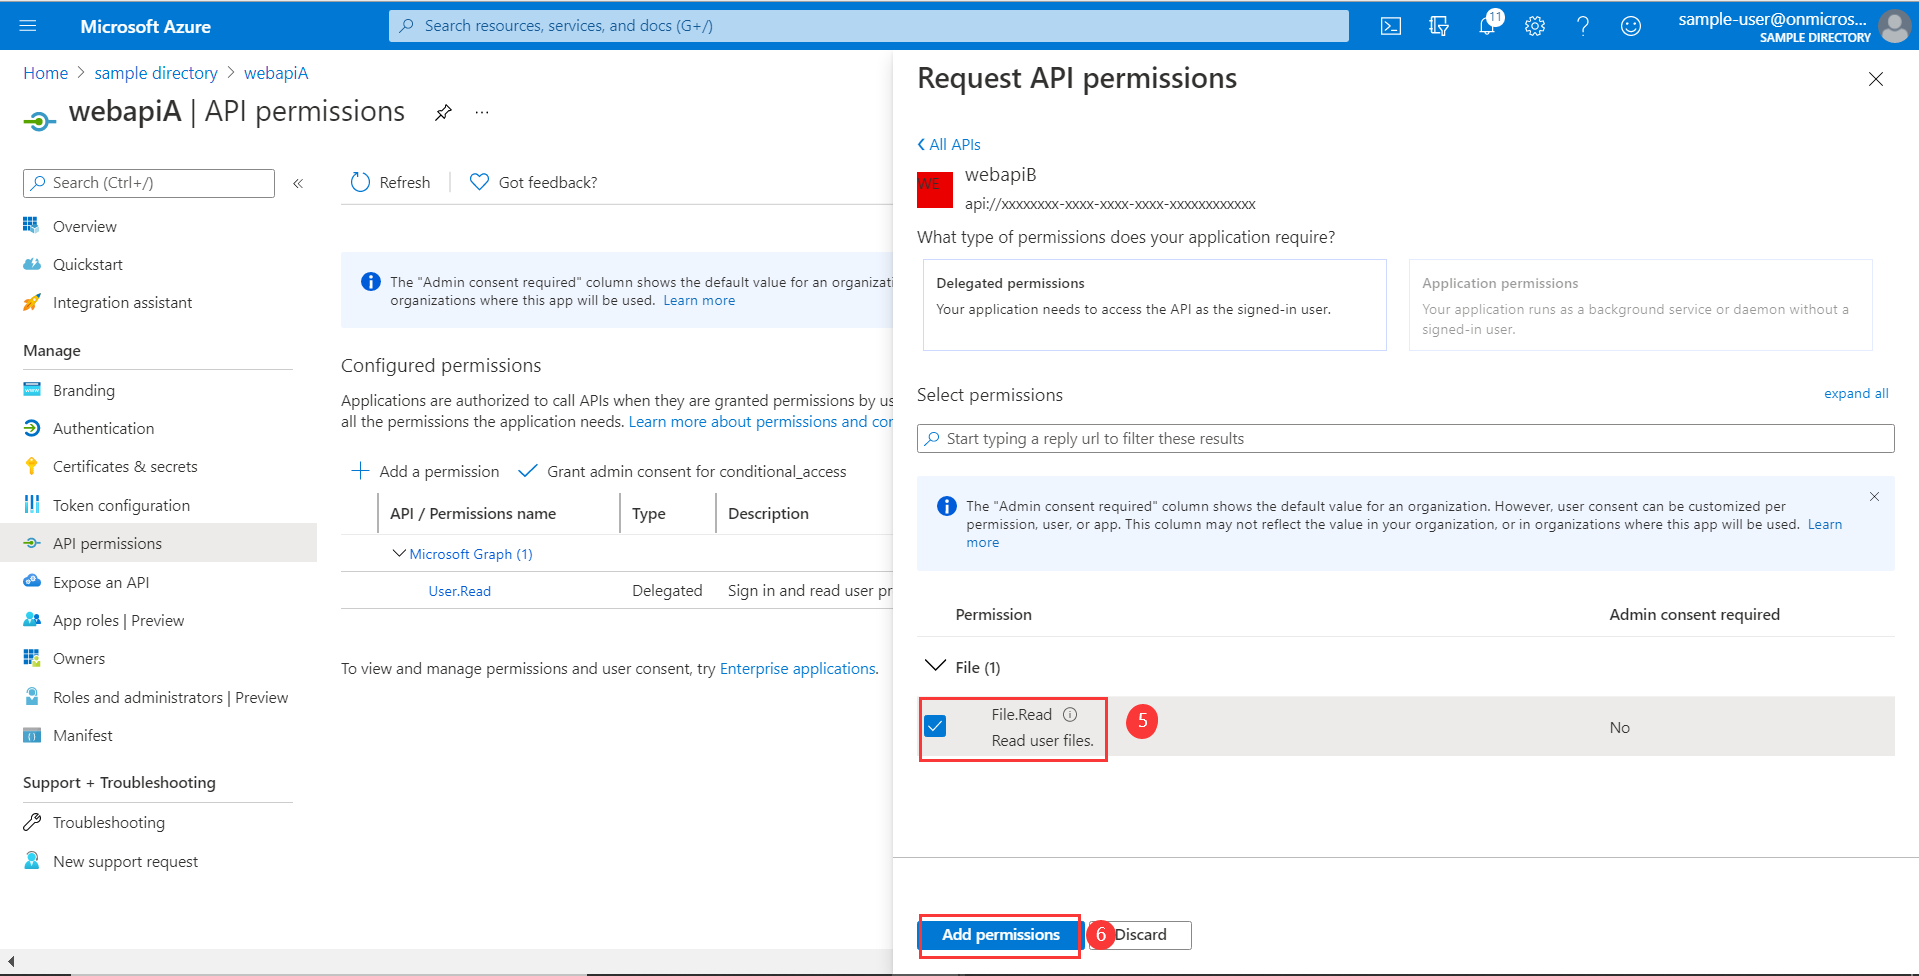 Microsoft Azure
Search resources, services, and docs (G+/)
11
sample-user@onmicros...
SAMPLE DIRECTORY
Home > sample directory > webapiA
webapiA | API permissions
...
Search (Ctrl+/)
«
Overview
Quickstart
Integration assistant
Manage
Branding
Authentication
Certificates & secrets
Token configuration
API permissions
Expose an API
App roles | Preview
Owners
Roles and administrators | Preview
Manifest
Support + Troubleshooting
Troubleshooting
New support request
Refresh
Got feedback?
The "Admin consent required" column shows the default value for an organizati
organizations where this app will be used. Learn more
Configured permissions
Applications are authorized to call APIs when they are granted permissions by us
all the permissions the application needs. Learn more about permissions and cor
Add a permission
Grant admin consent for conditional_access
API / Permissions name
Type
Description
Microsoft Graph (1)
User.Read
Delegated
Sign in and read user pr
To view and manage permissions and user consent, try Enterprise applications.
Request API permissions
All APIs
WE
webapiB
api://xxxxxxxx-xxxx-xxxx-xxxx-xxxxxxxxxxxx
What type of permissions does your application require?
Delegated permissions
Your application needs to access the API as the signed-in user.
Application permissions
Your application runs as a background service or daemon without a
signed-in user.
Select permissions
expand all
Start typing a reply url to filter these results
The "Admin consent required" column shows the default value for an organization. However, user consent can be customized per
permission, user, or app. This column may not reflect the value in your organization, or in organizations where this app will be used. Learn
more
Permission
Admin consent required
File (1)
File.Read
Read user files.
5
No
Add permissions
6
Discard